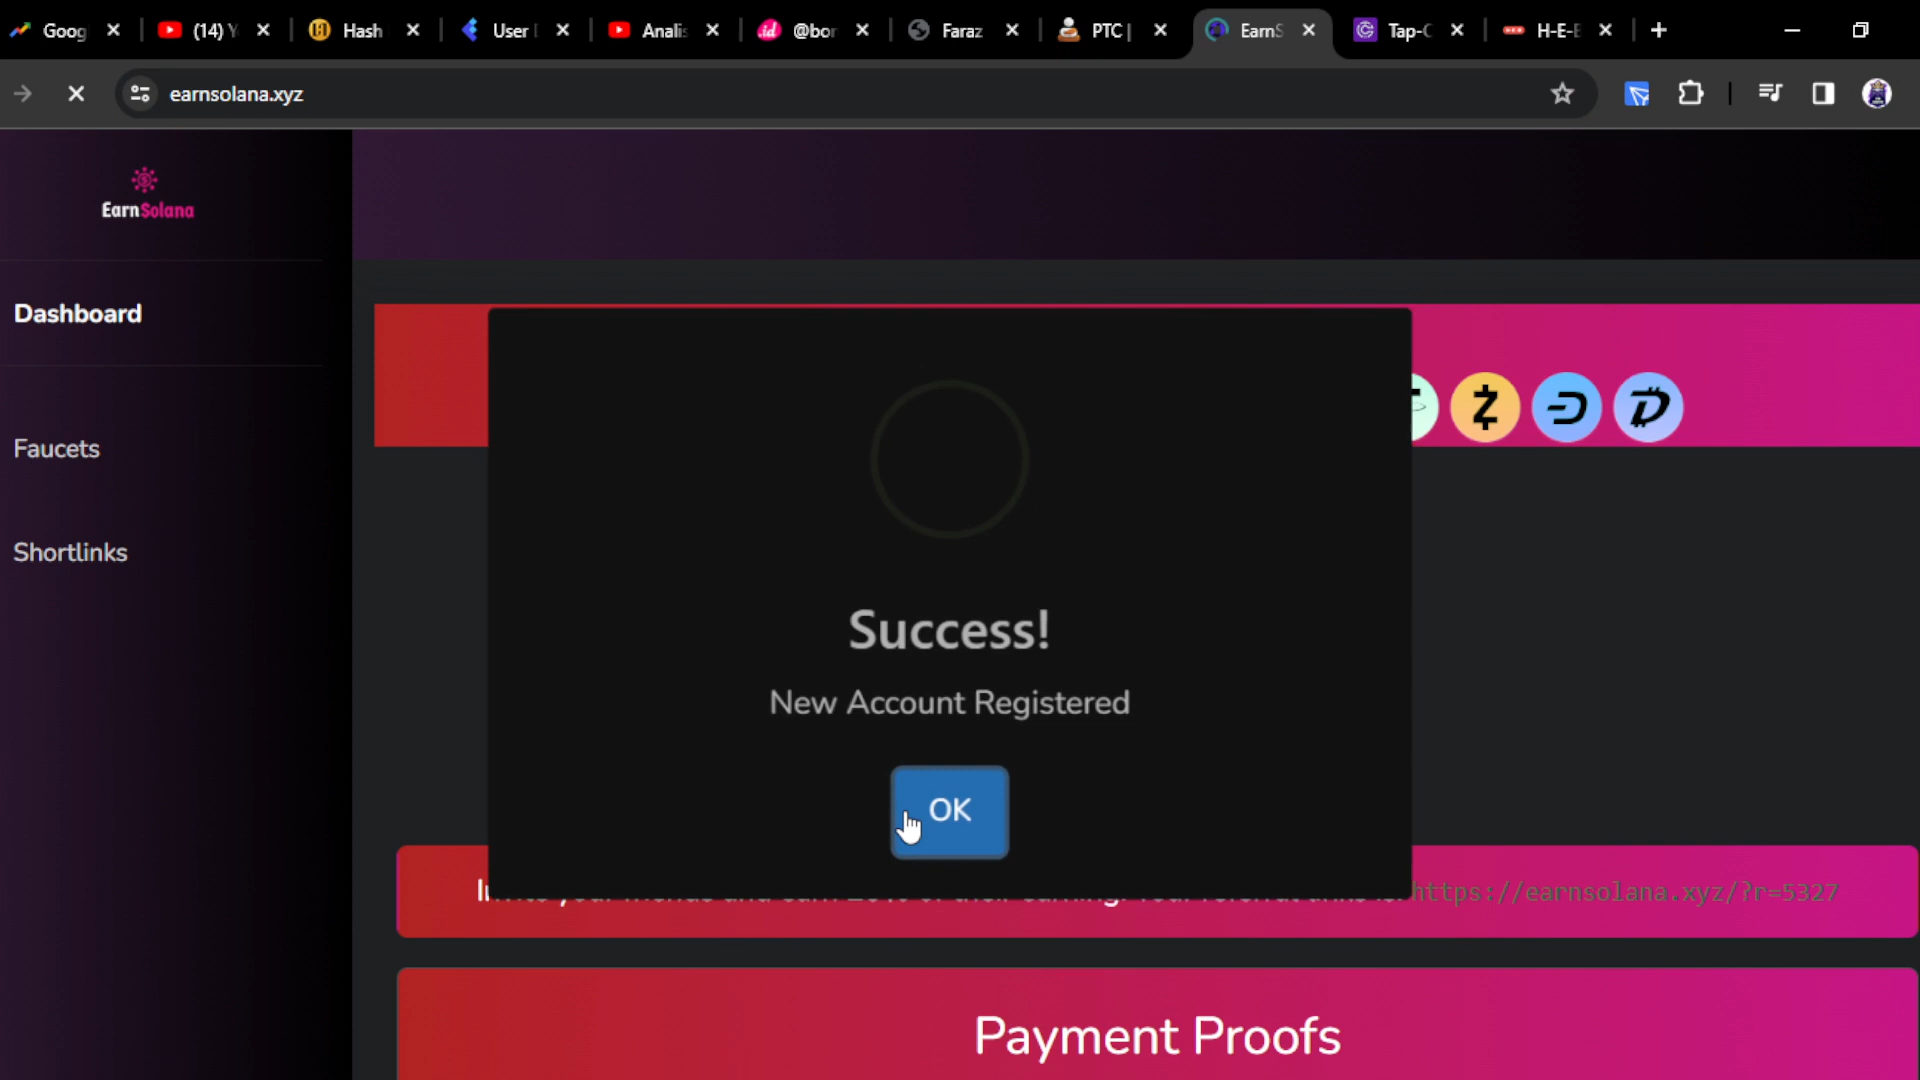 Goog
(14) Y
Hash
User
Analis
@bor
Faraz
PTC |
EarnS
Tap-C
H-E-E
earnsolana.xyz
EarnSolana
Dashboard
Faucets
Shortlinks
Success!
New Account Registered
OK
https://earnsolana.xyz/?r=5327
Payment Proofs